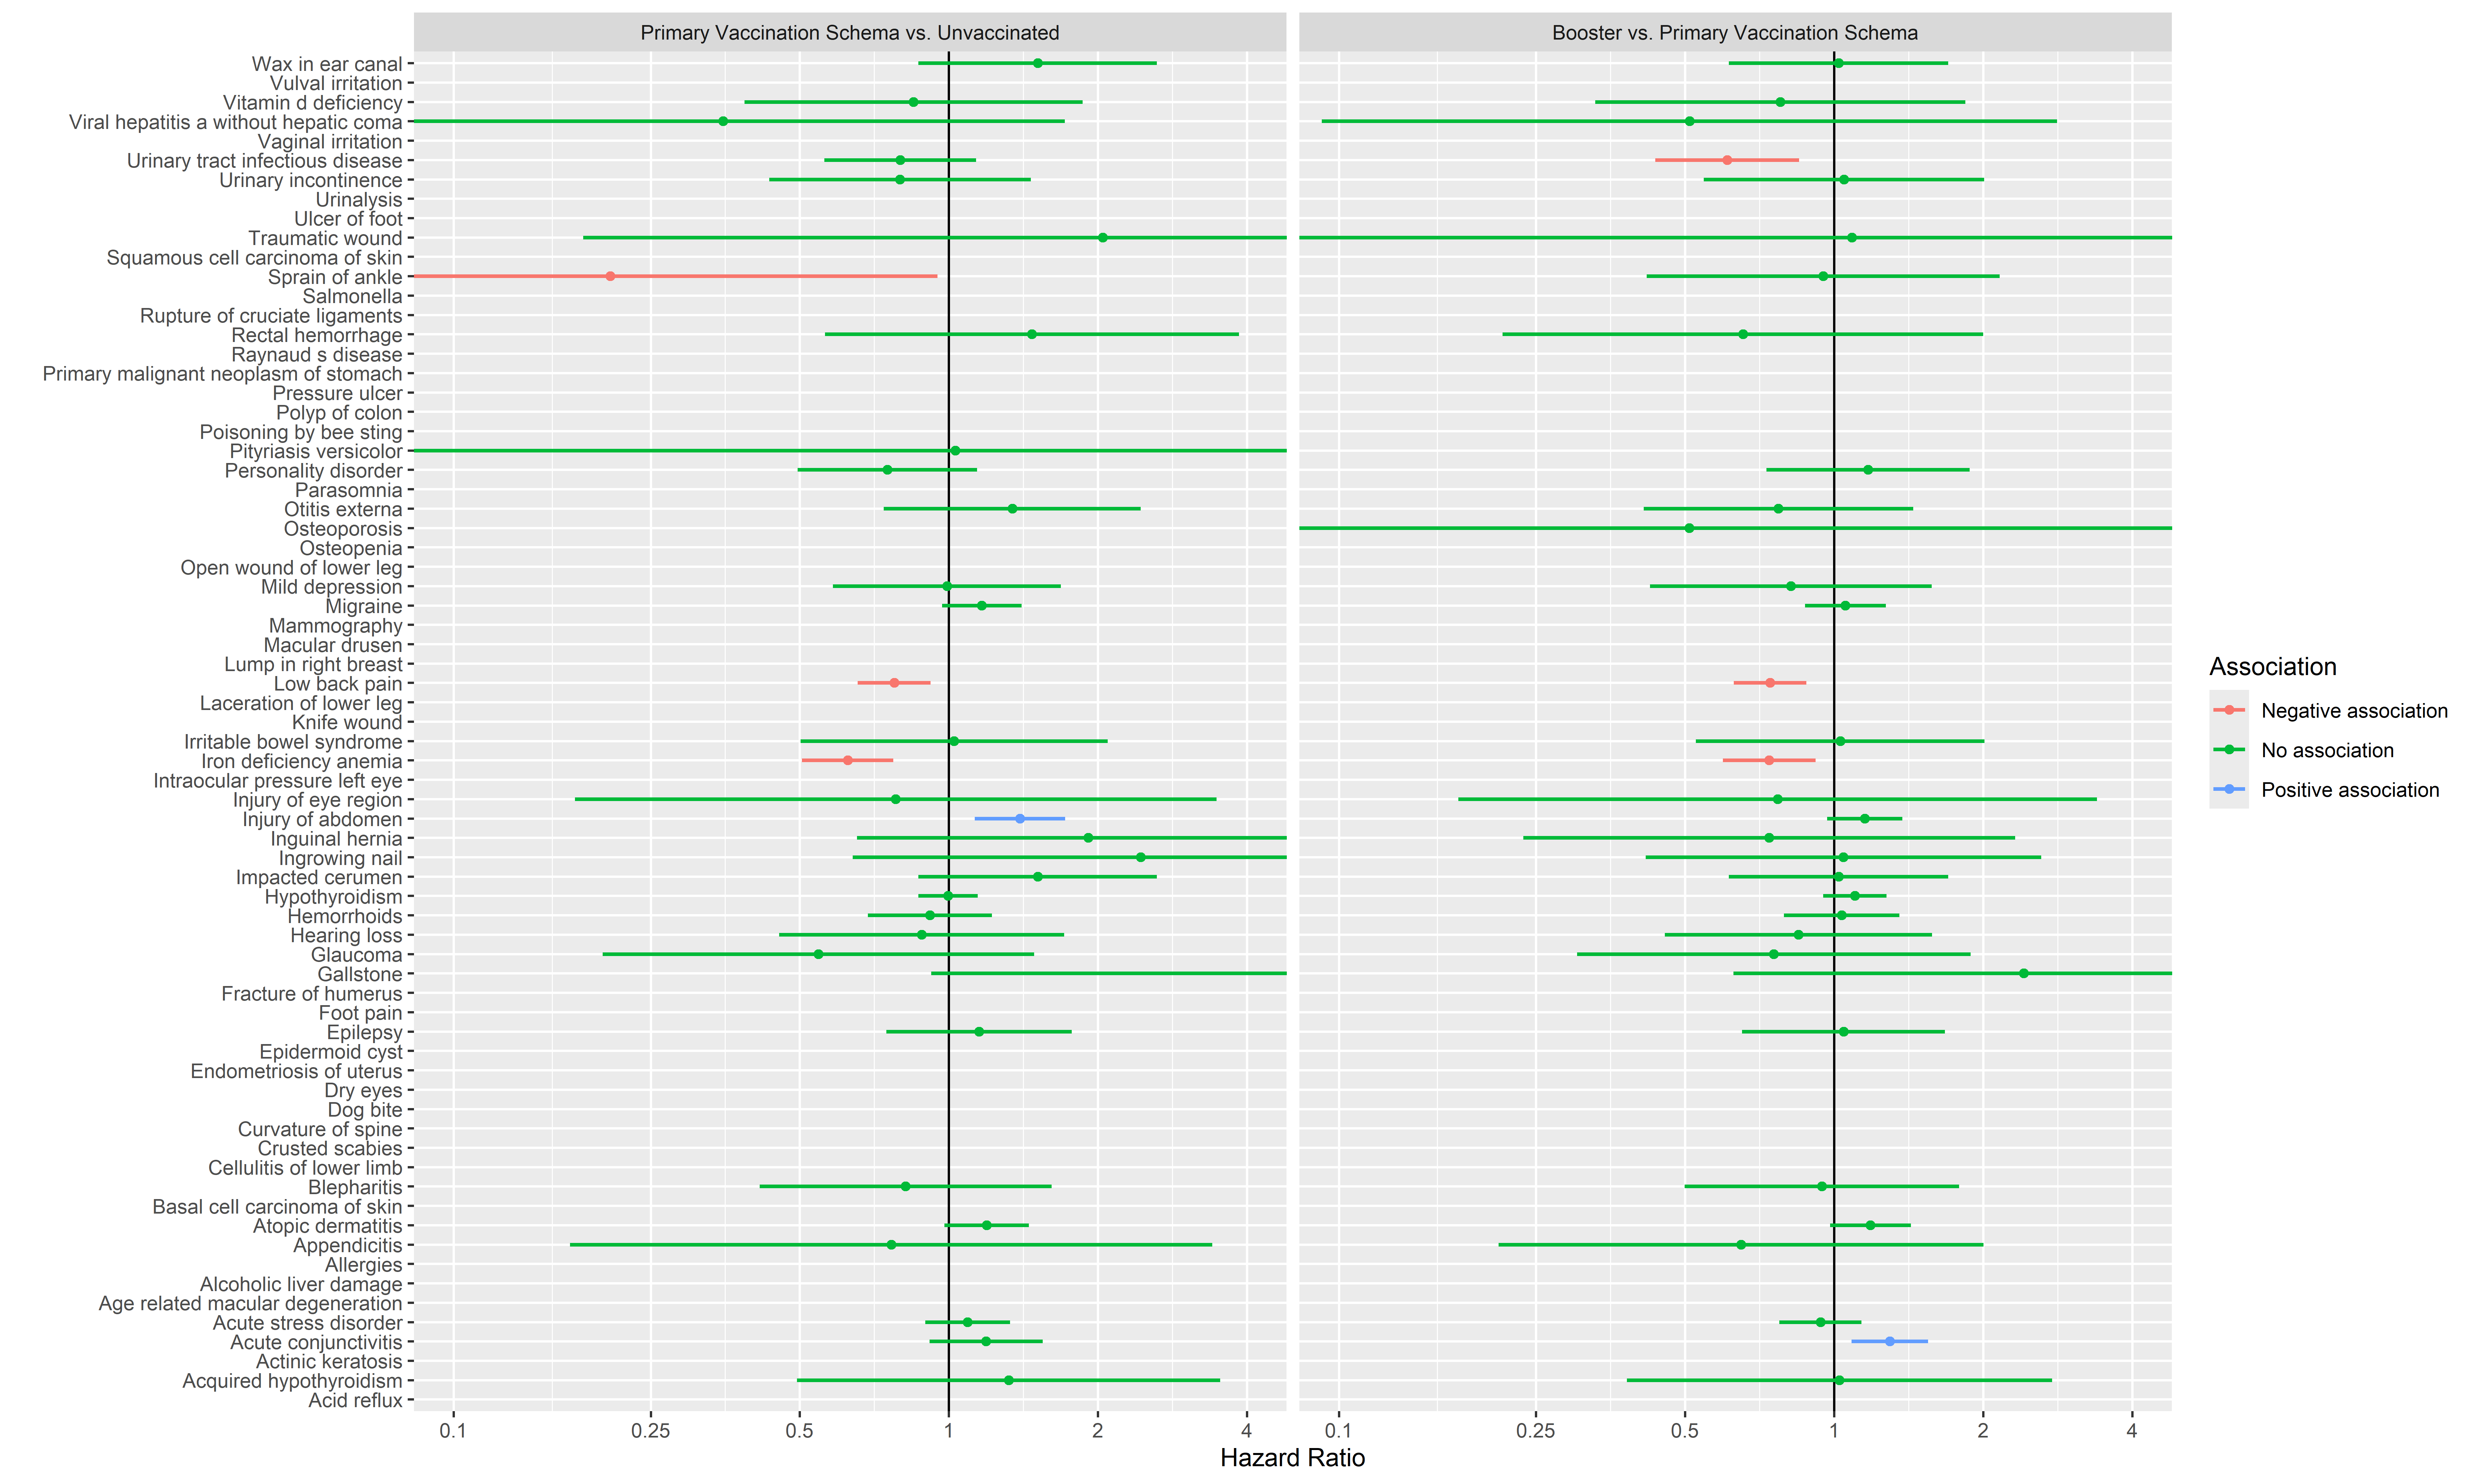 Primary Vaccination Schema vs. Unvaccinated
Booster vs. Primary Vaccination Schema
Wax in ear canal
Vulval irritation
Vitamin d deficiency
Viral hepatitis a without hepatic coma
Vaginal irritation
Urinary tract infectious disease
Urinary incontinence
Urinalysis
Ulcer of foot
Traumatic wound
Squamous cell carcinoma of skin
Sprain of ankle
Salmonella
Rupture of cruciate ligaments
Rectal hemorrhage
Raynaud s disease
Primary malignant neoplasm of stomach
Pressure ulcer
Polyp of colon
Poisoning by bee sting
Pityriasis versicolor
Personality disorder
Parasomnia
Otitis externa
Osteoporosis
Osteopenia
Open wound of lower leg
Mild depression
Migraine
Mammography
Macular drusen
Lump in right breast
Low back pain
Laceration of lower leg
Knife wound
Irritable bowel syndrome
Iron deficiency anemia
Intraocular pressure left eye
Injury of eye region
Injury of abdomen
Inguinal hernia
Ingrowing nail
Impacted cerumen
Hypothyroidism
Hemorrhoids
Hearing loss
Glaucoma
Gallstone
Fracture of humerus
Foot pain
Epilepsy
Epidermoid cyst
Endometriosis of uterus
Dry eyes
Dog bite
Curvature of spine
Crusted scabies
Cellulitis of lower limb
Blepharitis
Basal cell carcinoma of skin
Atopic dermatitis
Appendicitis
Allergies
Alcoholic liver damage
Age related macular degeneration
Acute stress disorder
Acute conjunctivitis
Actinic keratosis
Acquired hypothyroidism
Acid reflux
0.1 0.25 0.5 1 2 4
0.1 0.25 0.5 1 2 4
Hazard Ratio
Association
Negative association
No association
Positive association